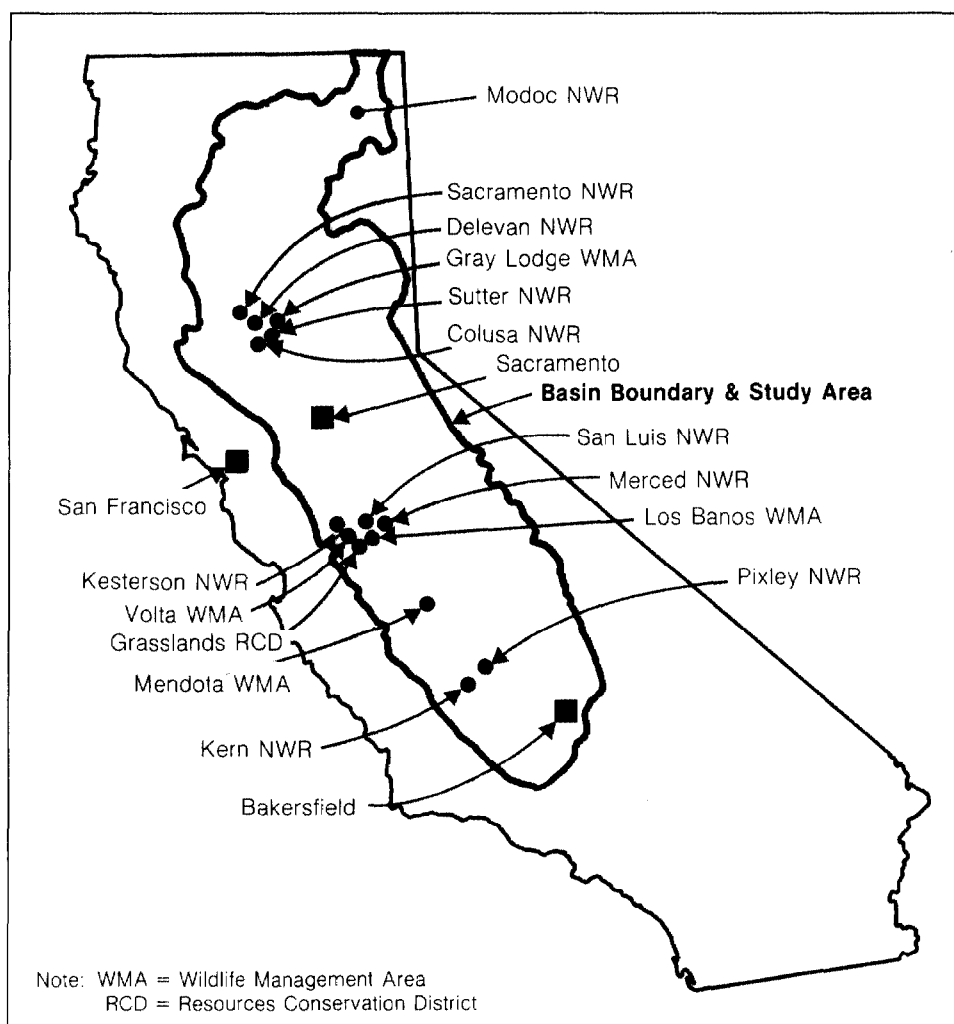 Modoc NWR
Sacramento NWR
Delevan NWR
Gray Lodge WMA
Sutter NWR
Colusa NWR
Sacramento
Basin Boundary & Study Area
San Luis NWR
Merced NWR
San Francisco
Los Banos WMA
Kesterson NWR
Pixley NWR
Volta WMA
Grasslands RCD
Mendota WMA
Kern NWR
Bakersfield
Note: WMA = Wildlife Management Area
RCD = Resources Conservation District